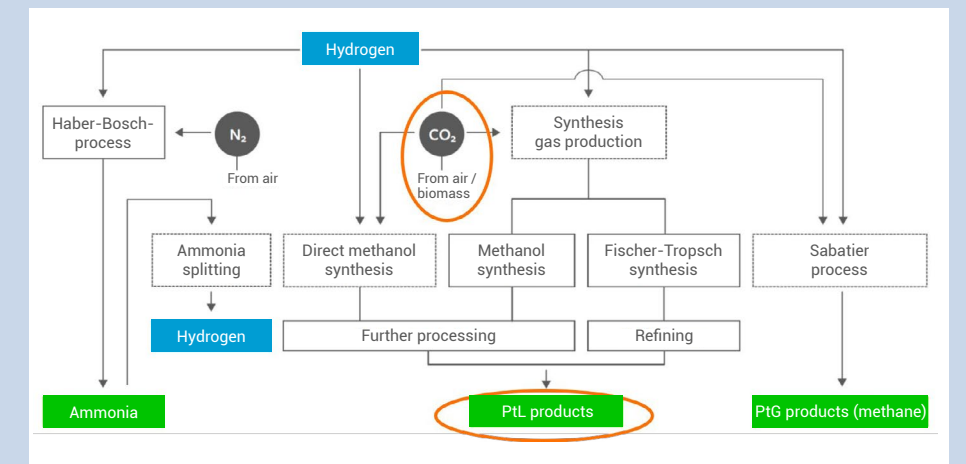 Hydrogen
Haber-Bosch-
process
N₂
From air
CO₂
From air /
biomass
Synthesis
gas production
Ammonia
splitting
Direct methanol
synthesis
Methanol
synthesis
Fischer-Tropsch
synthesis
Sabatier
process
Hydrogen
Further processing
Refining
Ammonia
PtL products
PtG products (methane)